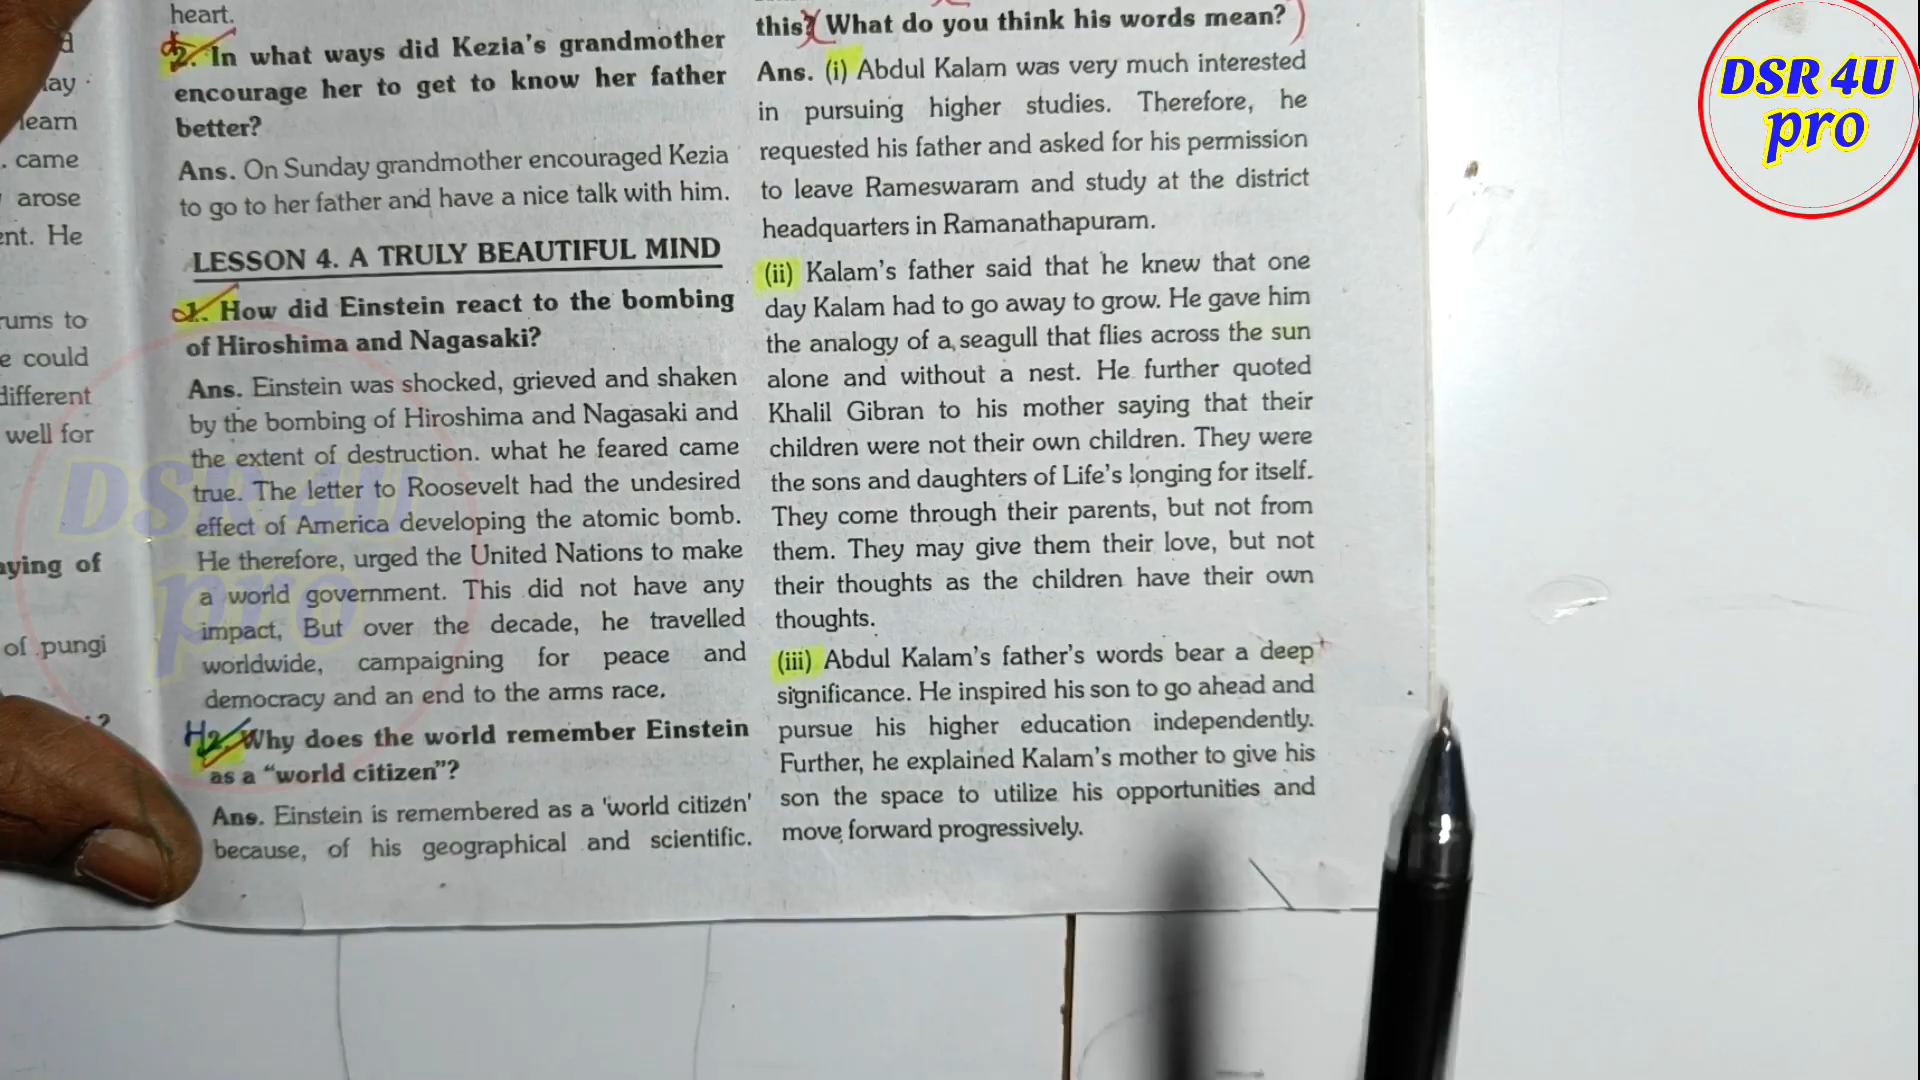 heart.
2. In what ways did Kezia's grandmother
encourage her to get to know her father
better?
Ans. On Sunday grandmother encouraged Kezia
to go to her father and have a nice talk with him.
LESSON 4. A TRULY BEAUTIFUL MIND
1. How did Einstein react to the bombing
of Hiroshima and Nagasaki?
Ans. Einstein was shocked, grieved and shaken
by the bombing of Hiroshima and Nagasaki and
the extent of destruction. what he feared came
true. The letter to Roosevelt had the undesired
effect of America developing the atomic bomb.
He therefore, urged the United Nations to make
a world government. This did not have any
impact, But over the decade, he travelled
worldwide, campaigning for peace and
democracy and an end to the arms race.
H2. Why does the world remember Einstein
as a "world citizen"?
Ans. Einstein is remembered as a 'world citizen'
because, of his geographical and scientific.
this? What do you think his words mean?
Ans. (i) Abdul Kalam was very much interested
in pursuing higher studies. Therefore, he
requested his father and asked for his permission
to leave Rameswaram and study at the district
headquarters in Ramanathapuram.
(ii) Kalam's father said that he knew that one
day Kalam had to go away to grow. He gave him
the analogy of a seagull that flies across the sun
alone and without a nest. He further quoted
Khalil Gibran to his mother saying that their
children were not their own children. They were
the sons and daughters of Life's longing for itself.
They come through their parents, but not from
them. They may give them their love, but not
their thoughts as the children have their own
thoughts.
(iii) Abdul Kalam's father's words bear a deep
significance. He inspired his son to go ahead and
pursue his higher education independently.
Further, he explained Kalam's mother to give his
son the space to utilize his opportunities and
move forward progressively.
learn
. came
arose
He
rums to
e could
different
well for
aying of
of pungi
DSR 4U
pro
DSR 4U
pro